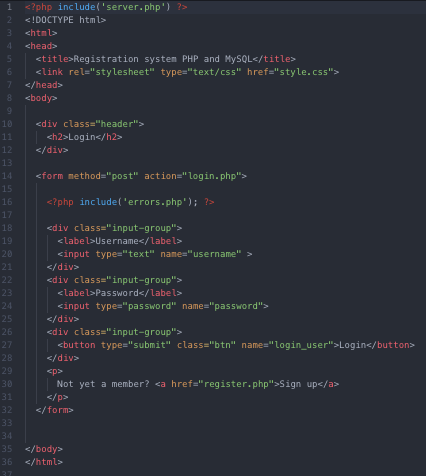 1 <?php include('server.php') ?>
2 <!DOCTYPE html>
3 <html>
4 <head>
5 <title>Registration system PHP and MySQL</title>
6 <link rel="stylesheet" type="text/css" href="style.css">
7 </head>
8 <body>
9
10 <div class="header">
11 <h2>Login</h2>
12 </div>
13
14 <form method="post" action="login.php">
15
16 <?php include('errors.php'); ?>
17
18 <div class="input-group">
19 <label>Username</label>
20 <input type="text" name="username" >
21 </div>
22 <div class="input-group">
23 <label>Password</label>
24 <input type="password" name="password">
25 </div>
26 <div class="input-group">
27 <button type="submit" class="btn" name="login_user">Login</button>
28 </div>
29 <p>
30 Not yet a member? <a href="register.php">Sign up</a>
31 </p>
32 </form>
33
34
35 </body>
36 </html>
37